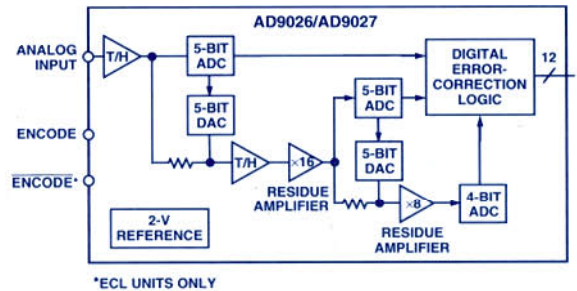 AD9026/AD9027
ANALOG
INPUT
T/H
5-BIT
ADC
DIGITAL
ERROR-
CORRECTION
LOGIC
12
5-BIT
DAC
5-BIT
ADC
ENCODE
T/H
×16
5-BIT
DAC
ENCODE*
RESIDUE
AMPLIFIER
×8
4-BIT
ADC
2-V
REFERENCE
RESIDUE
AMPLIFIER
*ECL UNITS ONLY